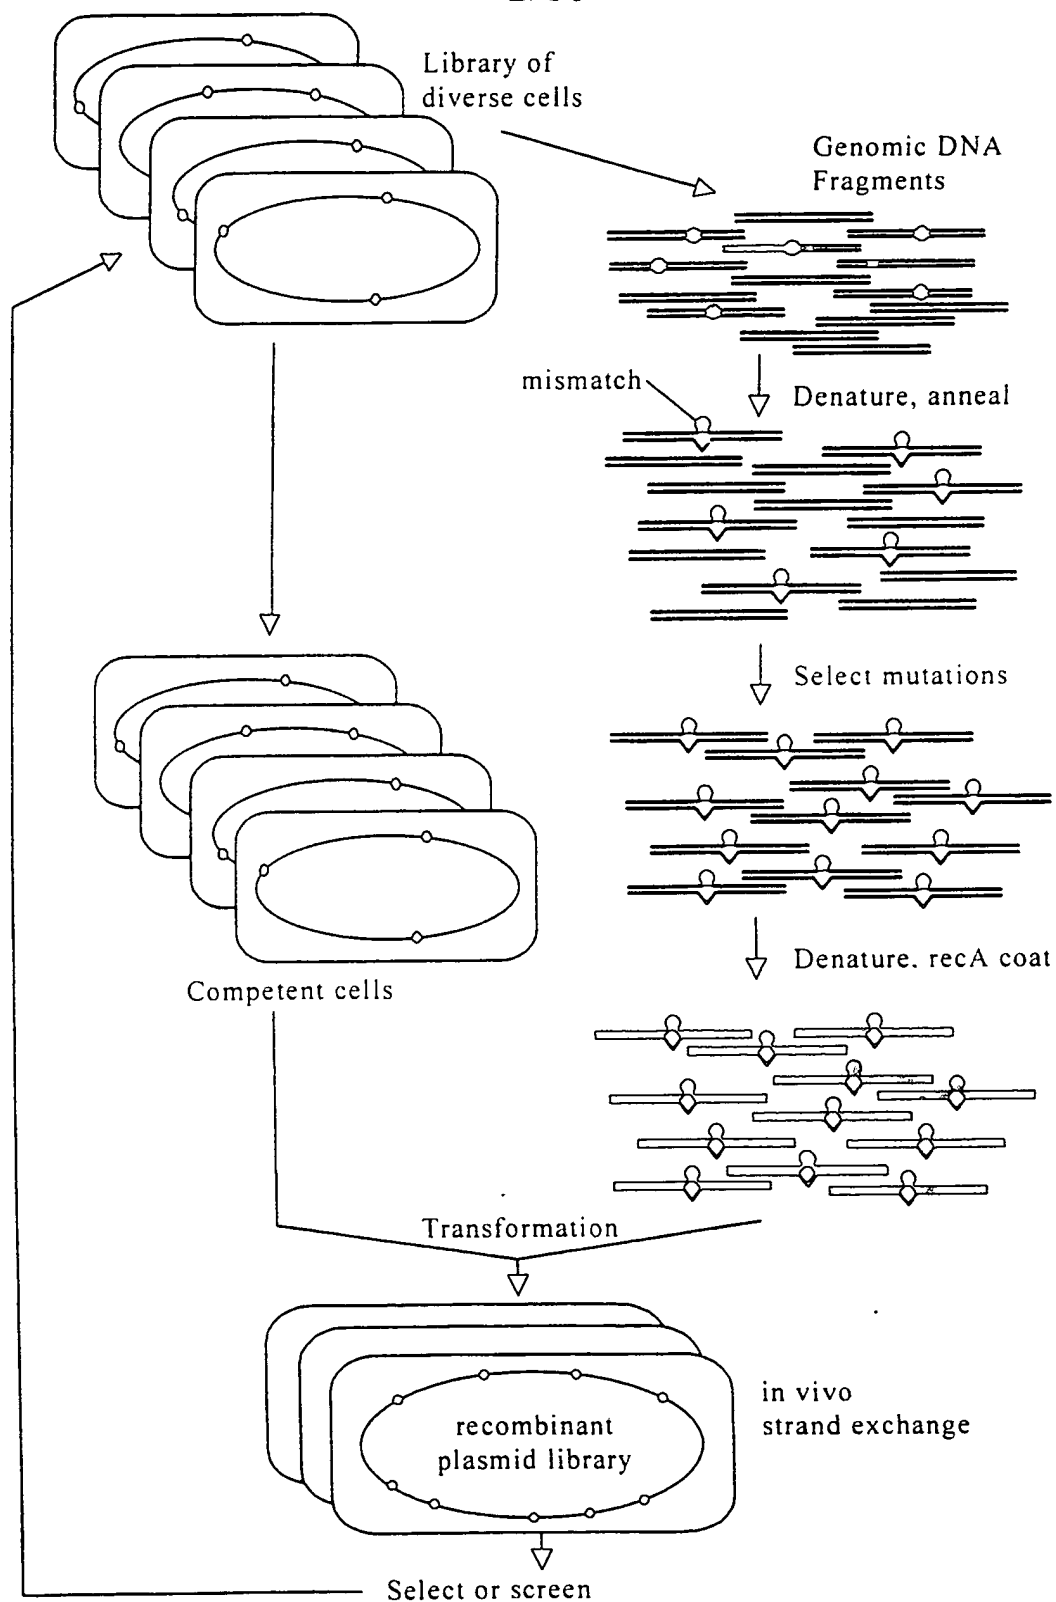 Library of
diverse cells
Genomic DNA
Fragments
mismatch
Denature, anneal
Select mutations
Denature. recA coat
Competent cells
Transformation
in vivo
strand exchange
recombinant
plasmid library
Select or screen